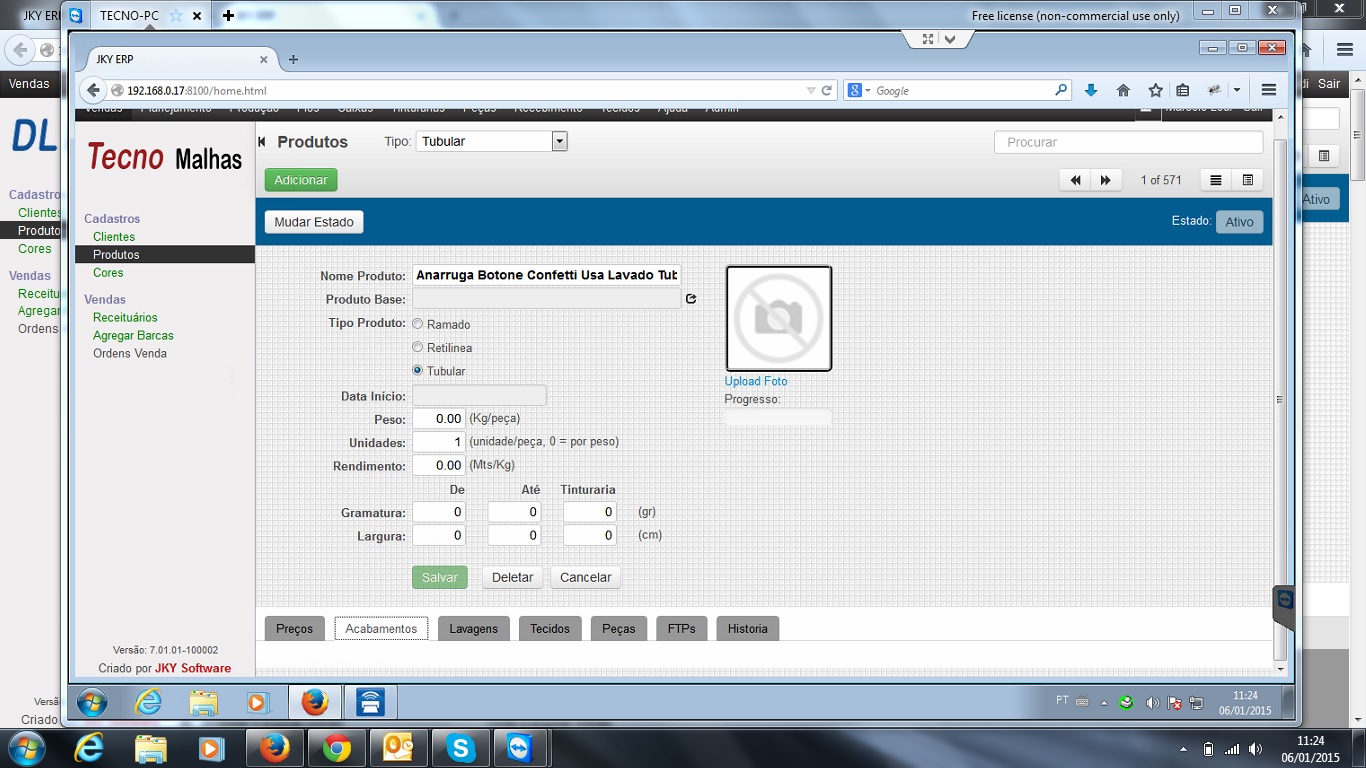 JKY ERP
TECNO-PC
Free license (non-commercial use only)
JKY ERP
192.168.0.17:8100/home.html
Google
Vendas
Sair
Vendas Planejamento Produção Fios Caixas Tinturarias Peças Recebimento Tecidos Ajuda Admin
Sair
DL
Tecno Malhas
Produtos
Tipo: Tubular
Procurar
Adicionar
1 of 571
Mudar Estado
Estado: Ativo
Ativo
Cadastro
Clientes
Produto
Cores
Vendas
Receitu
Agregar
Ordens
Cadastros
Clientes
Produtos
Cores
Vendas
Receituários
Agregar Barcas
Ordens Venda
Nome Produto: Anarruga Botone Confetti Usa Lavado Tub
Produto Base:
Tipo Produto: Ramado
Retilinea
Tubular
Data Início:
Peso: 0.00 (Kg/peça)
Unidades: 1 (unidade/peça, 0 = por peso)
Rendimento: 0.00 (Mts/Kg)
De Até Tinturaria
Gramatura: 0 0 0 (gr)
Largura: 0 0 0 (cm)
Upload Foto
Progresso:
Salvar Deletar Cancelar
Preços Acabamentos Lavagens Tecidos Peças FTPs Historia
Versão: 7.01.01-100002
Criado por JKY Software
Versã
Criado
PT
11:24
06/01/2015
11:24
06/01/2015